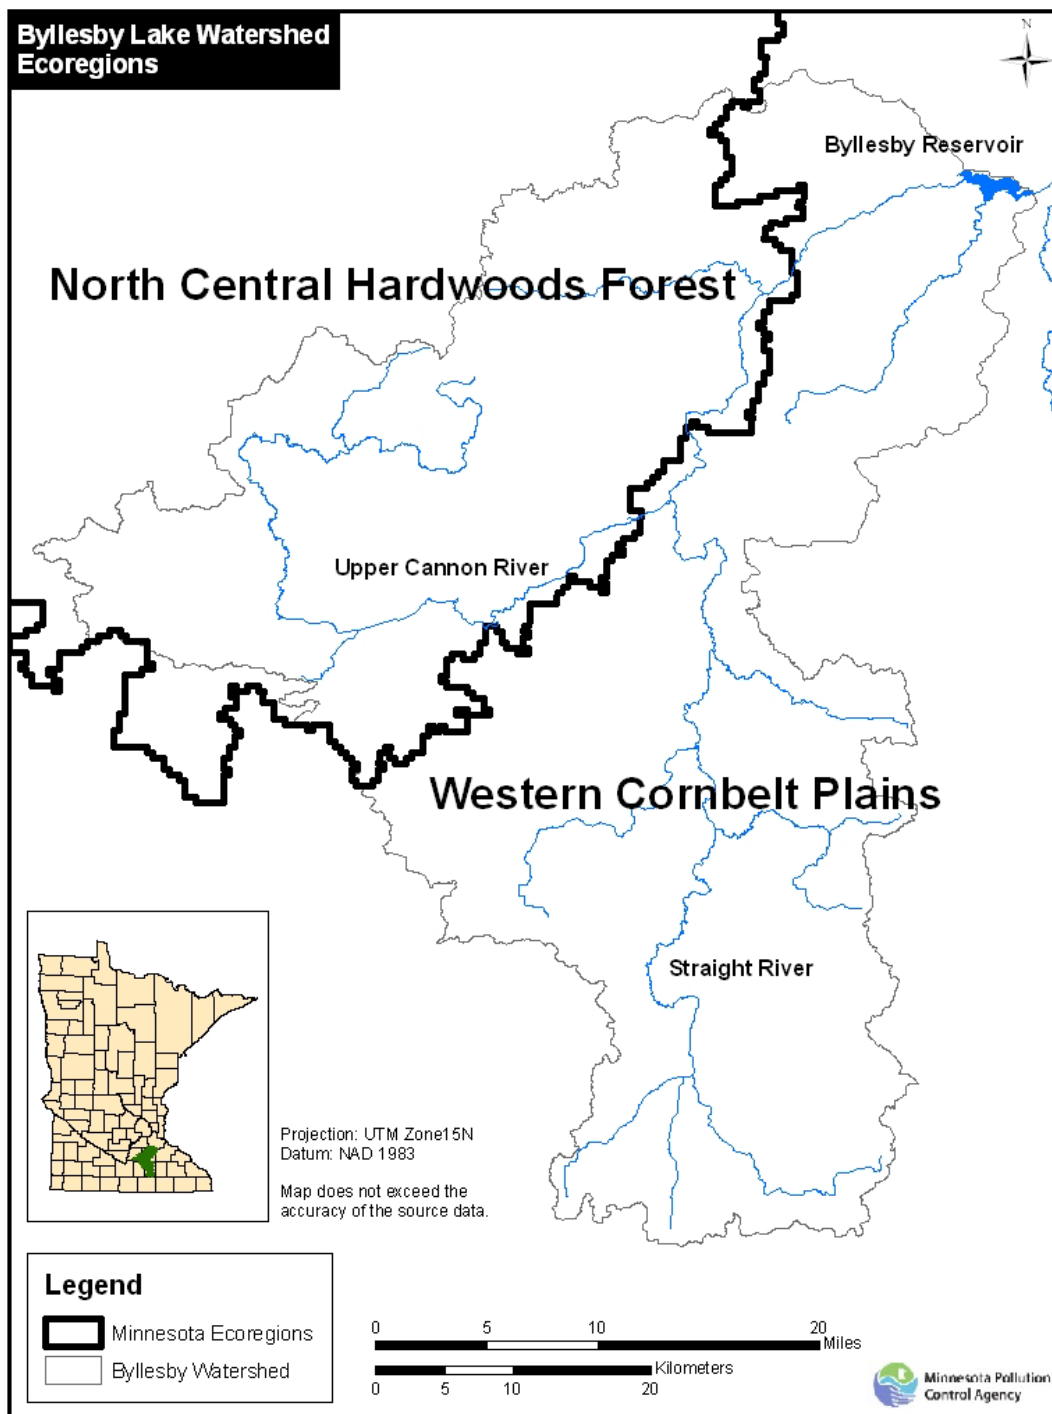 Byllesby Lake Watershed
Ecoregions
N
Byllesby Reservoir
North Central Hardwoods Forest
Upper Cannon River
Western Cornbelt Plains
Straight River
Projection: UTM Zone15N
Datum: NAD 1983
Map does not exceed the
accuracy of the source data.
Legend
Minnesota Ecoregions
Byllesby Watershed
0 5 10 20
Miles
Kilometers
0 5 10 20
Minnesota Pollution
Control Agency